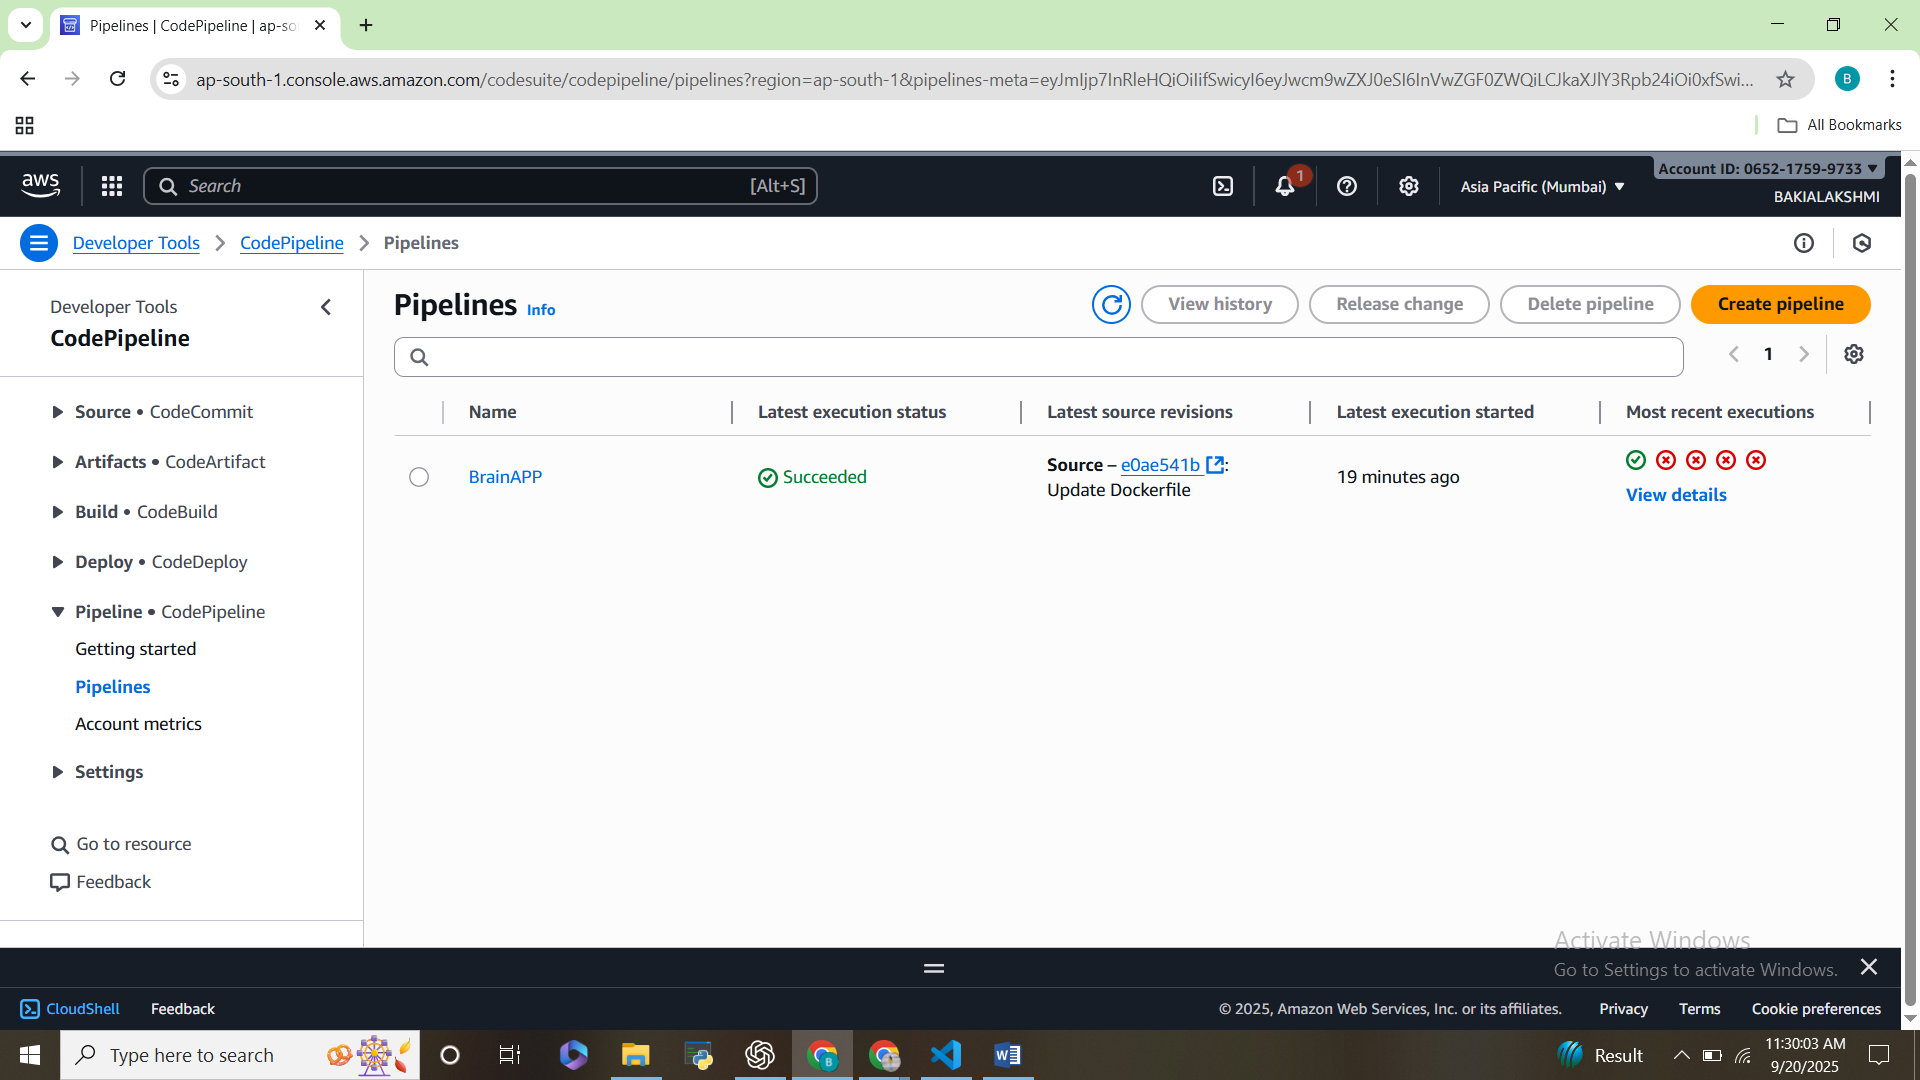 Pipelines | CodePipeline | ap-so
ap-south-1.console.aws.amazon.com/codesuite/codepipeline/pipelines?region=ap-south-1&pipelines-meta=eyJmIjp7InRleHQiOiIifSwicyI6eyJwcm9wZXJ0eSI6InVwZGF0ZWQiLCJkaXJlY3Rpb24iOi0xfSwi...
B
All Bookmarks
aws
Search
[Alt+S]
1
Asia Pacific (Mumbai)
Account ID: 0652-1759-9733
BAKIALAKSHMI
Developer Tools > CodePipeline > Pipelines
Developer Tools
CodePipeline
Source • CodeCommit
Artifacts • CodeArtifact
Build • CodeBuild
Deploy • CodeDeploy
Pipeline • CodePipeline
Getting started
Pipelines
Account metrics
Settings
Go to resource
Feedback
Pipelines Info
View history
Release change
Delete pipeline
Create pipeline
1
Name
Latest execution status
Latest source revisions
Latest execution started
Most recent executions
BrainAPP
Succeeded
Source – e0ae541b :
Update Dockerfile
19 minutes ago
View details
Activate Windows
Go to Settings to activate Windows.
CloudShell
Feedback
© 2025, Amazon Web Services, Inc. or its affiliates.
Privacy
Terms
Cookie preferences
Type here to search
Result
11:30:03 AM
9/20/2025